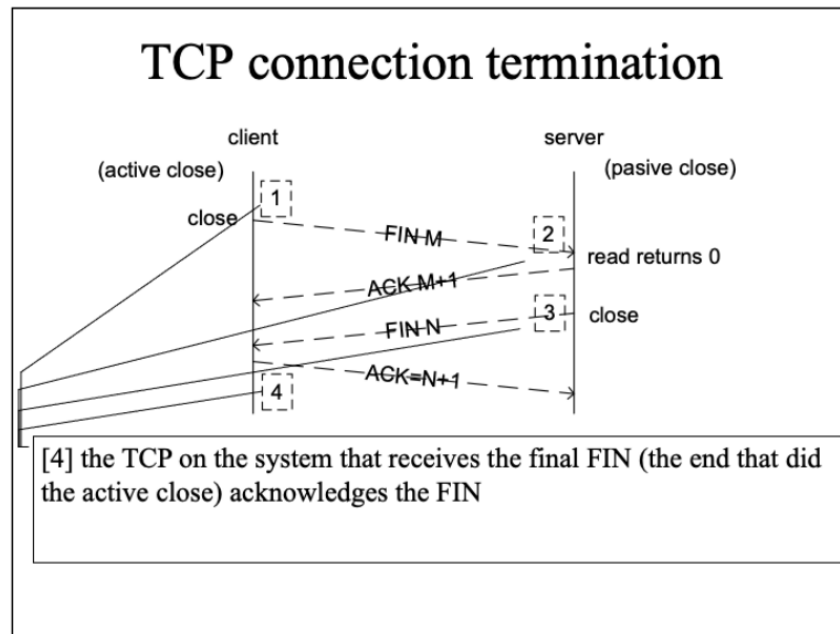 TCP connection termination
client
server
(active close)
(pasive close)
1
close
FIN M
2
read returns 0
ACK M+1
3
close
FIN N
ACK=N+1
4
[4] the TCP on the system that receives the final FIN (the end that did
the active close) acknowledges the FIN